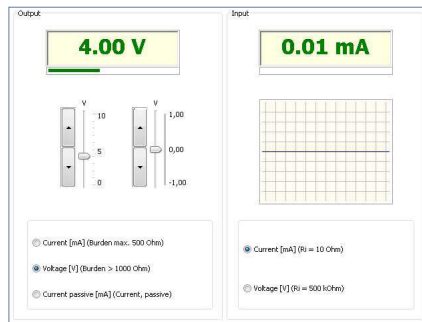 Output
4.00 V
V
10
5
0
V
1,00
0,00
-1,00
Current [mA] (Burden max. 500 Ohm)
Voltage [V] (Burden > 1000 Ohm)
Current passive [mA] (Current, passive)
Input
0.01 mA
Current [mA] (Ri = 10 Ohm)
Voltage [V] (Ri = 500 kOhm)